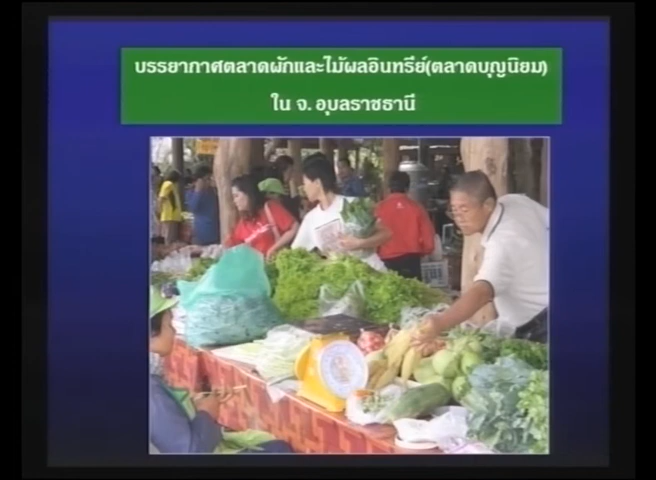 บรรยากาศตลาดผักและไม้ผลอินทรีย์(ตลาดบุญนิยม)
ใน จ. อุบลราชธานี